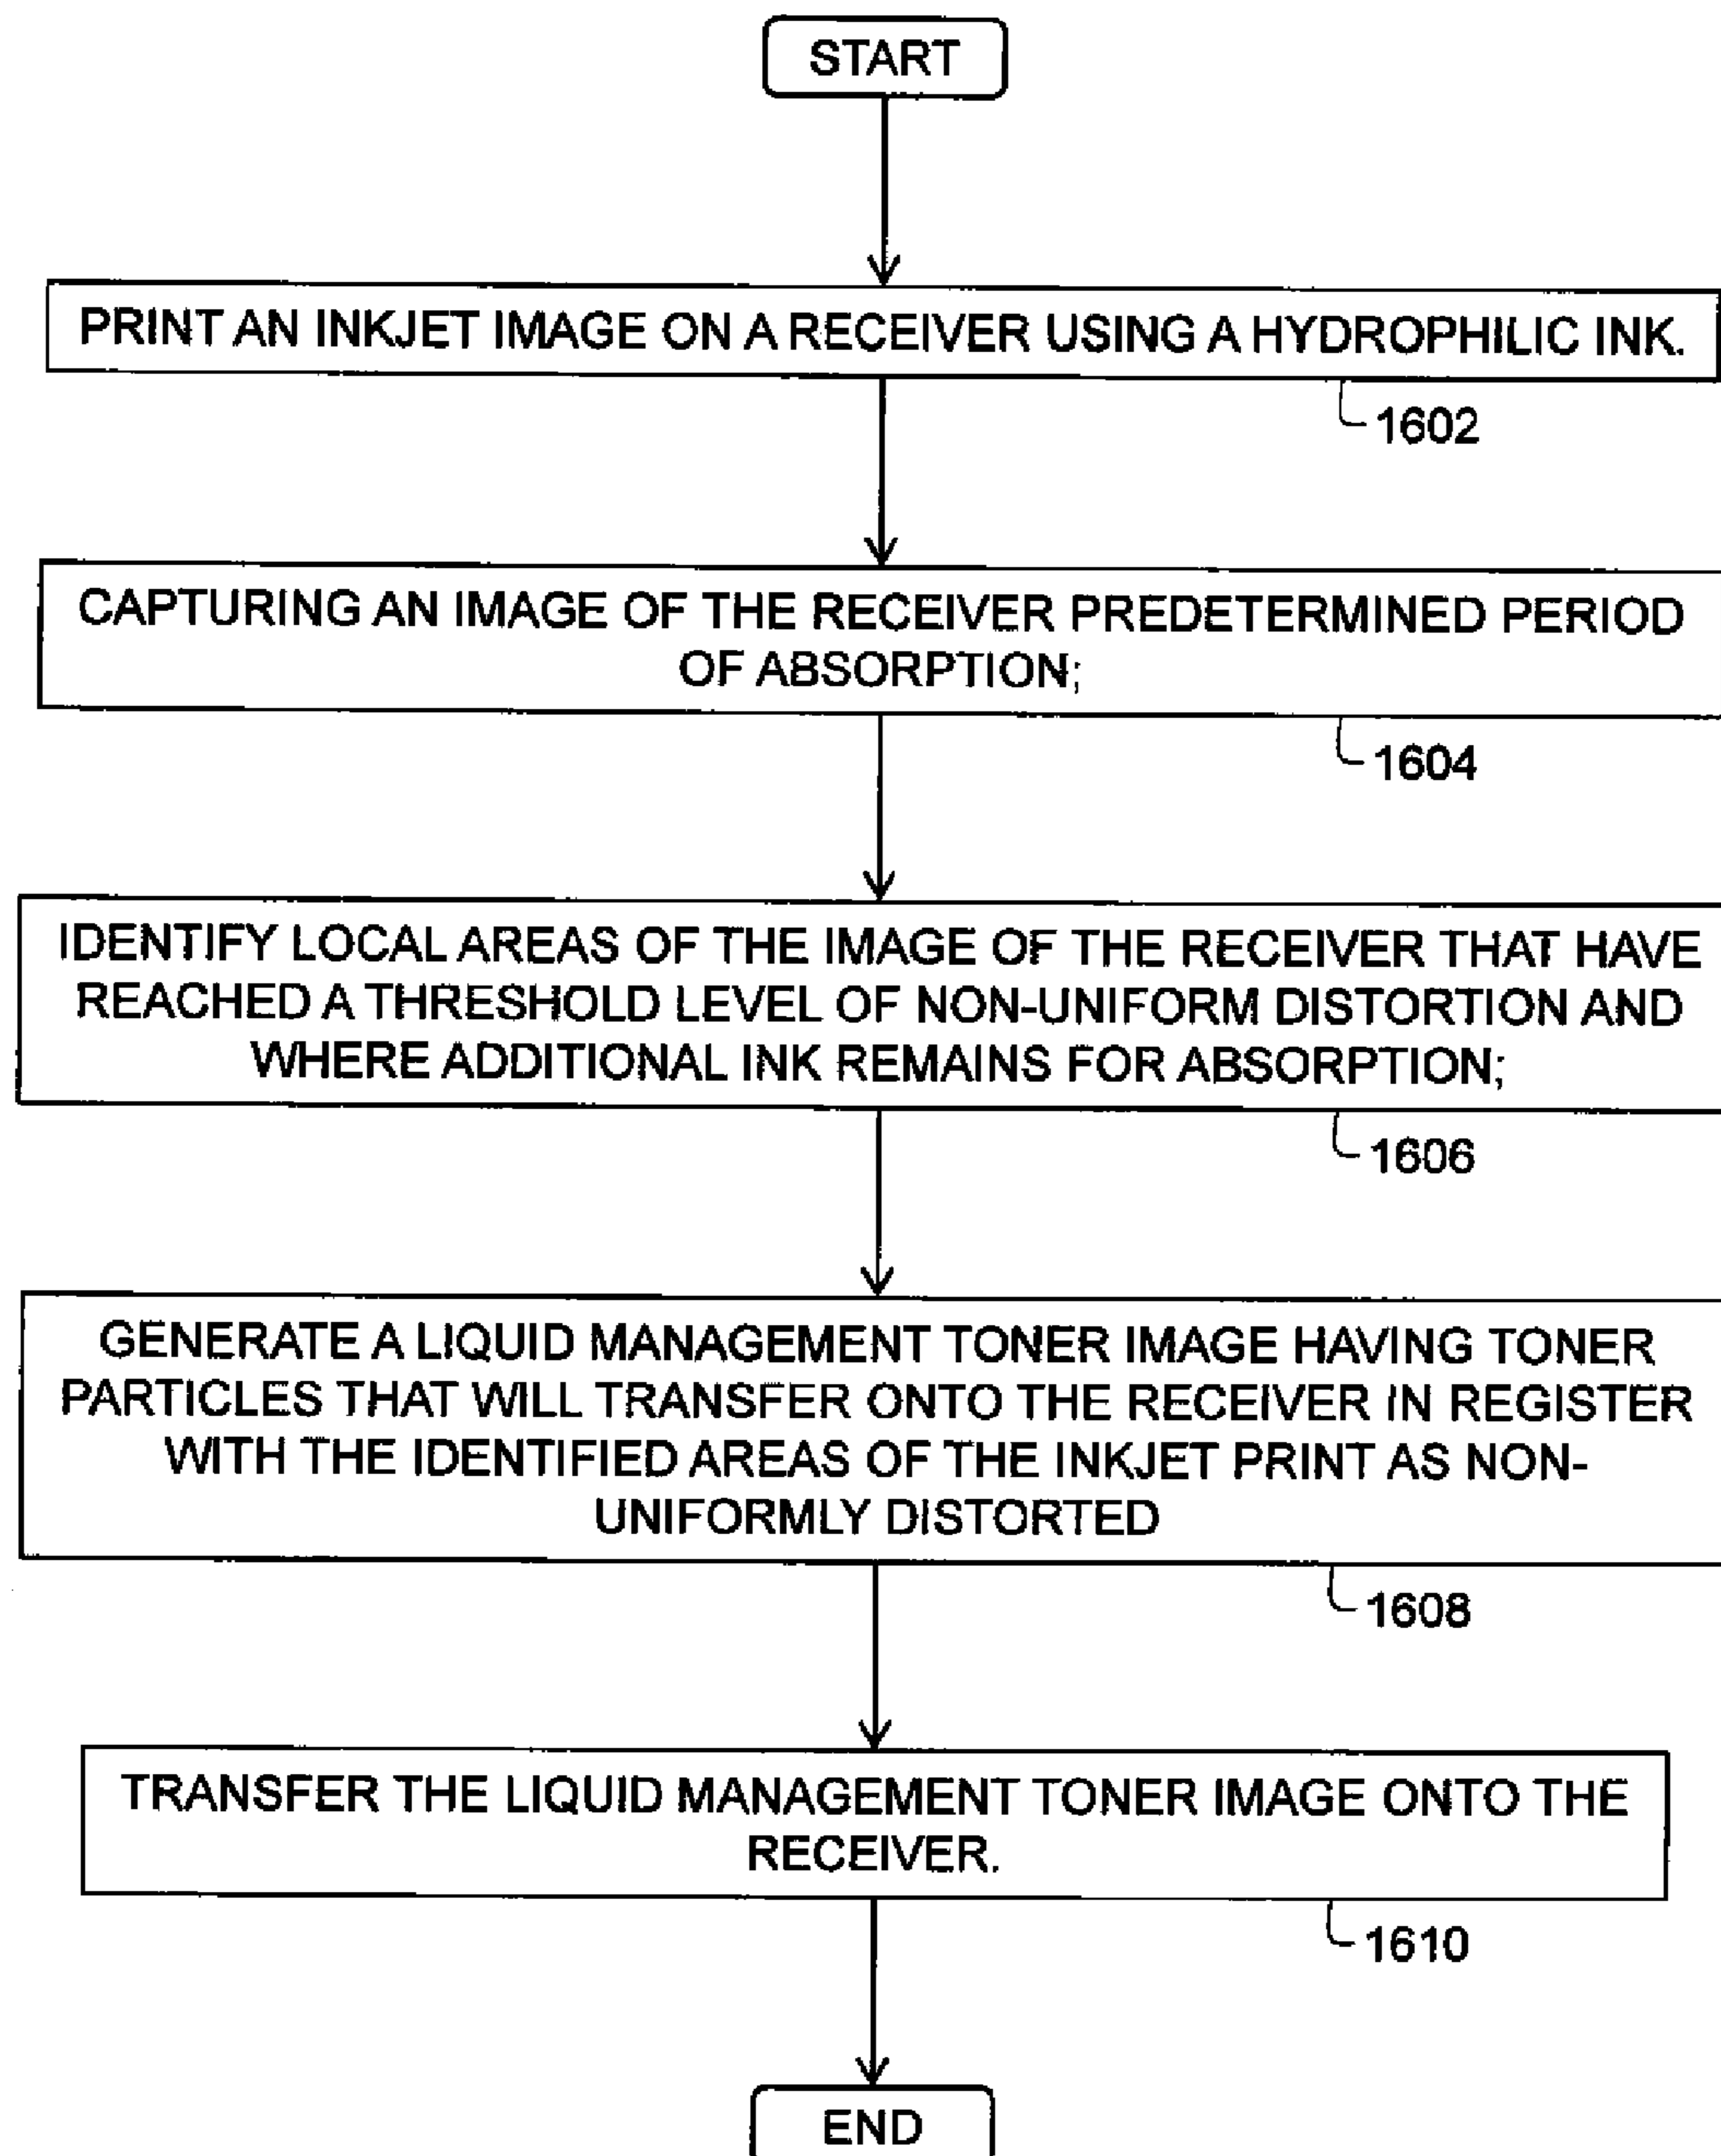 START
PRINT AN INKJET IMAGE ON A RECEIVER USING A HYDROPHILIC INK.
1602
CAPTURING AN IMAGE OF THE RECEIVER PREDETERMINED PERIOD
OF ABSORPTION;
1604
IDENTIFY LOCAL AREAS OF THE IMAGE OF THE RECEIVER THAT HAVE
REACHED A THRESHOLD LEVEL OF NON-UNIFORM DISTORTION AND
WHERE ADDITIONAL INK REMAINS FOR ABSORPTION;
1606
GENERATE A LIQUID MANAGEMENT TONER IMAGE HAVING TONER
PARTICLES THAT WILL TRANSFER ONTO THE RECEIVER IN REGISTER
WITH THE IDENTIFIED AREAS OF THE INKJET PRINT AS NON-
UNIFORMLY DISTORTED
1608
TRANSFER THE LIQUID MANAGEMENT TONER IMAGE ONTO THE
RECEIVER.
1610
END